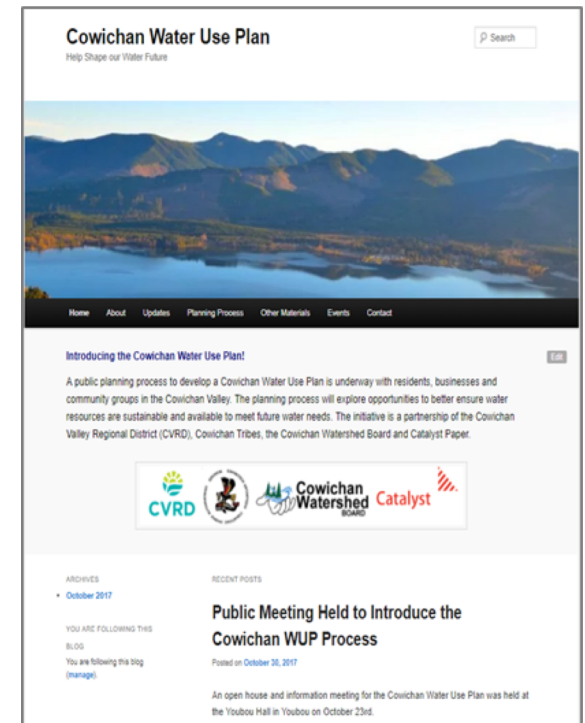 Cowichan Water Use Plan
Search
Help Shape our Water Future
Home About Updates Planning Process Other Materials Events Contact
Introducing the Cowichan Water Use Plan!
Edit
A public planning process to develop a Cowichan Water Use Plan is underway with residents, businesses and
community groups in the Cowichan Valley. The planning process will explore opportunities to better ensure water
resources are sustainable and available to meet future water needs. The initiative is a partnership of the Cowichan
Valley Regional District (CVRD), Cowichan Tribes, the Cowichan Watershed Board and Catalyst Paper.
CVRD
Cowichan
Watershed
BOARD
Catalyst
ARCHIVES
October 2017
YOU ARE FOLLOWING THIS
BLOG
You are following this blog
(manage).
RECENT POSTS
Public Meeting Held to Introduce the
Cowichan WUP Process
Posted on October 30, 2017
An open house and information meeting for the Cowichan Water Use Plan was held at
the Youbou Hall in Youbou on October 23rd.